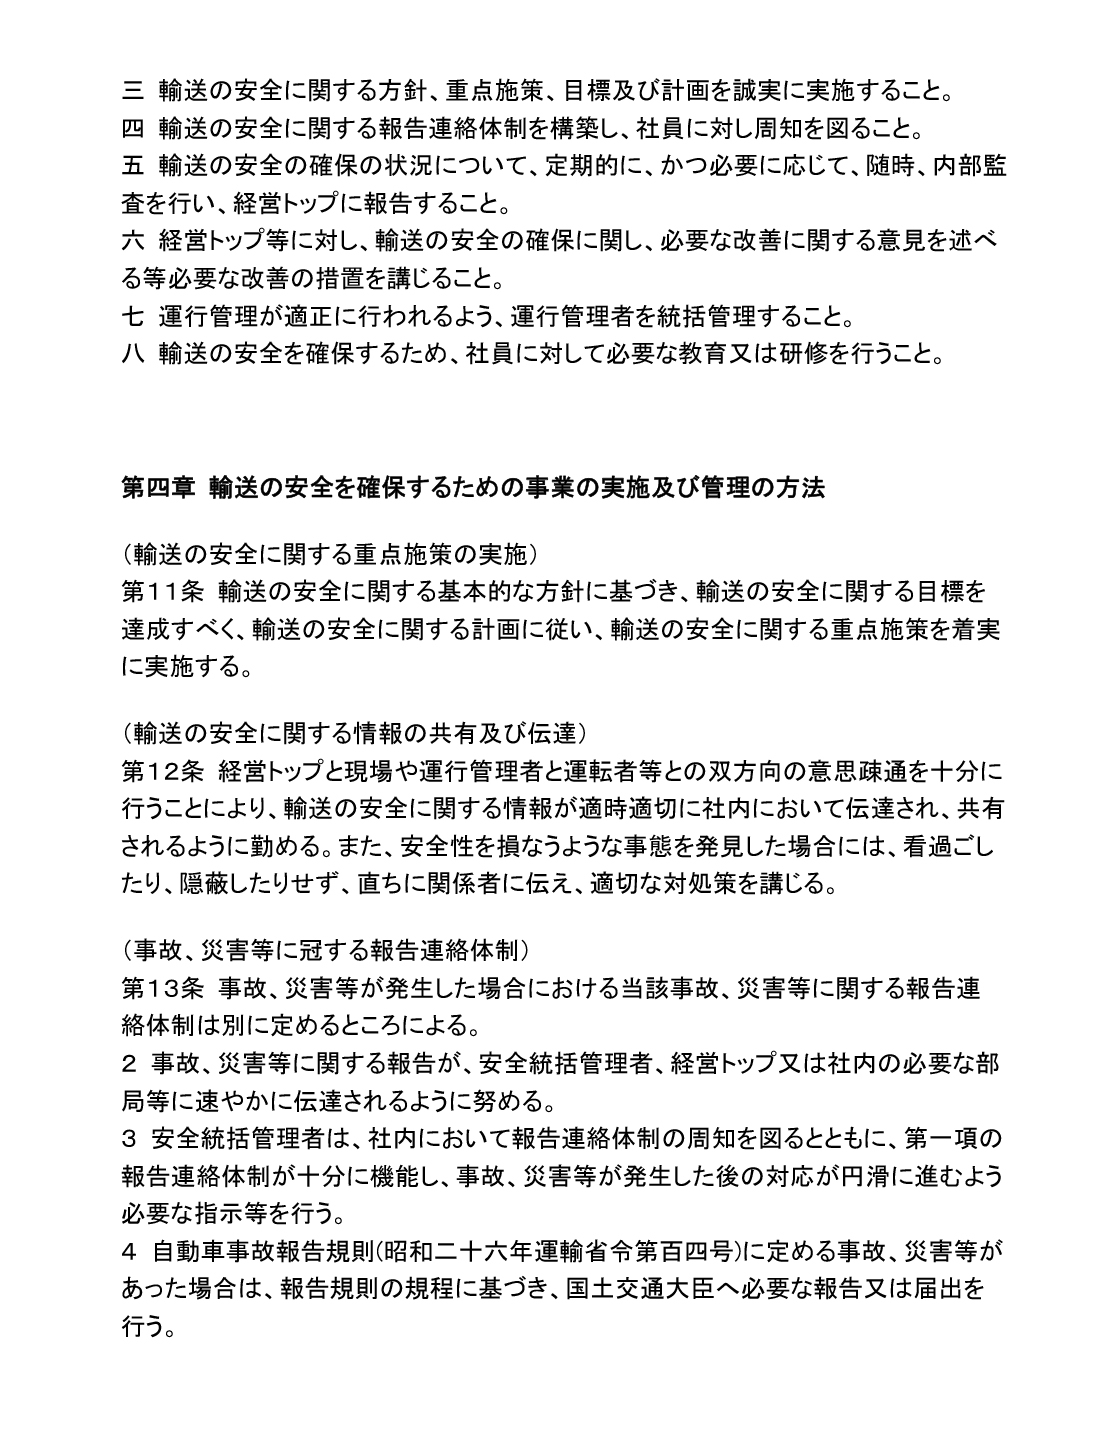 三 輸送の安全に関する方針、重点施策、目標及び計画を誠実に実施すること。
四 輸送の安全に関する報告連絡体制を構築し、社員に対し周知を図ること。
五 輸送の安全の確保の状況について、定期的に、かつ必要に応じて、随時、内部監
査を行い、経営トップに報告すること。
六 経営トップ等に対し、輸送の安全の確保に関し、必要な改善に関する意見を述べ
る等必要な改善の措置を講じること。
七 運行管理が適正に行われるよう、運行管理者を統括管理すること。
八 輸送の安全を確保するため、社員に対して必要な教育又は研修を行うこと。
第四章 輸送の安全を確保するための事業の実施及び管理の方法
（輸送の安全に関する重点施策の実施）
第11条 輸送の安全に関する基本的な方針に基づき、輸送の安全に関する目標を
達成すべく、輸送の安全に関する計画に従い、輸送の安全に関する重点施策を着実
に実施する。
（輸送の安全に関する情報の共有及び伝達）
第12条 経営トップと現場や運行管理者と運転者等との双方向の意思疎通を十分に
行うことにより、輸送の安全に関する情報が適時適切に社内において伝達され、共有
されるように勤める。また、安全性を損なうような事態を発見した場合には、看過ごし
たり、隠蔽したりせず、直ちに関係者に伝え、適切な対処策を講じる。
（事故、災害等に冠する報告連絡体制）
第13条 事故、災害等が発生した場合における当該事故、災害等に関する報告連
絡体制は別に定めるところによる。
2 事故、災害等に関する報告が、安全統括管理者、経営トップ又は社内の必要な部
局等に速やかに伝達されるように努める。
3 安全統括管理者は、社内において報告連絡体制の周知を図るとともに、第一項の
報告連絡体制が十分に機能し、事故、災害等が発生した後の対応が円滑に進むよう
必要な指示等を行う。
4 自動車事故報告規則(昭和二十六年運輸省令第百四号)に定める事故、災害等が
あった場合は、報告規則の規程に基づき、国土交通大臣へ必要な報告又は届出を
行う。